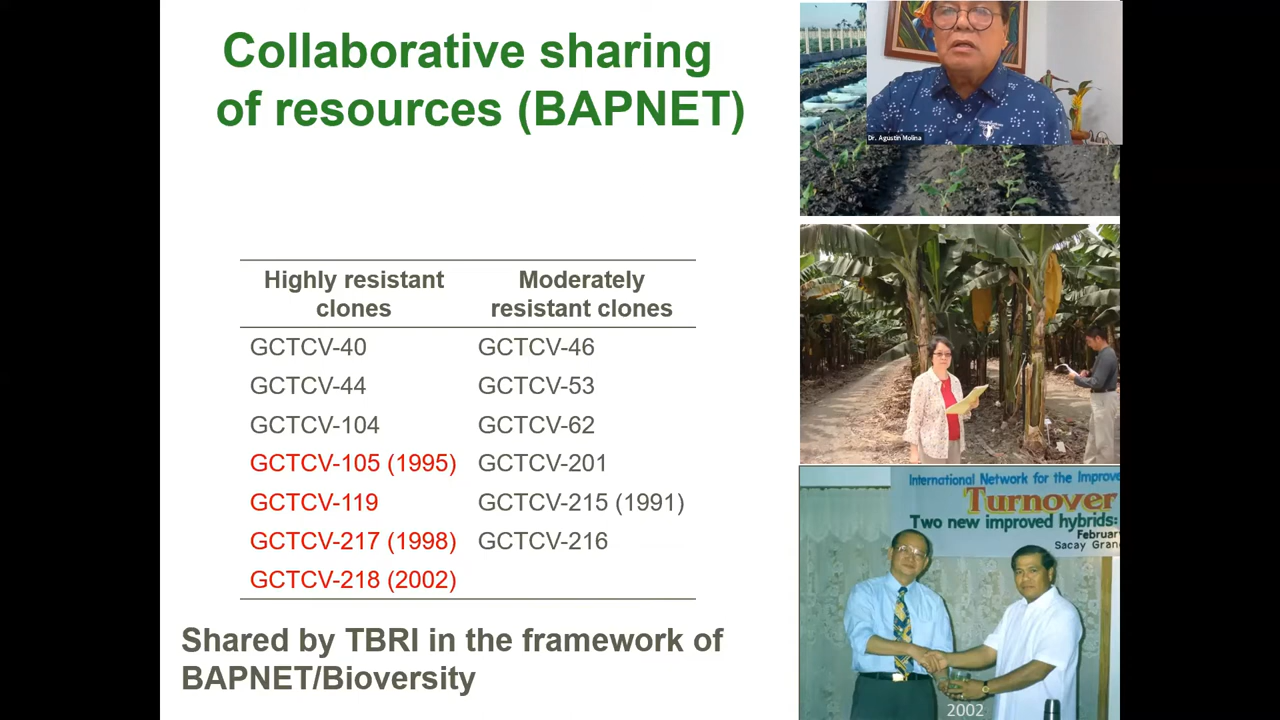 Collaborative sharing
of resources (BAPNET)
Dr. Agustin Molina
Highly resistant
clones
Moderately
resistant clones
GCTCV-40
GCTCV-46
GCTCV-44
GCTCV-53
GCTCV-104
GCTCV-62
GCTCV-105 (1995)
GCTCV-201
GCTCV-119
GCTCV-215 (1991)
GCTCV-217 (1998)
GCTCV-216
GCTCV-218 (2002)
Shared by TBRI in the framework of
BAPNET/Bioversity
International Network for the Improve
Turnover
Two new improved hybrids:
Februar
Sacay Gran
2002